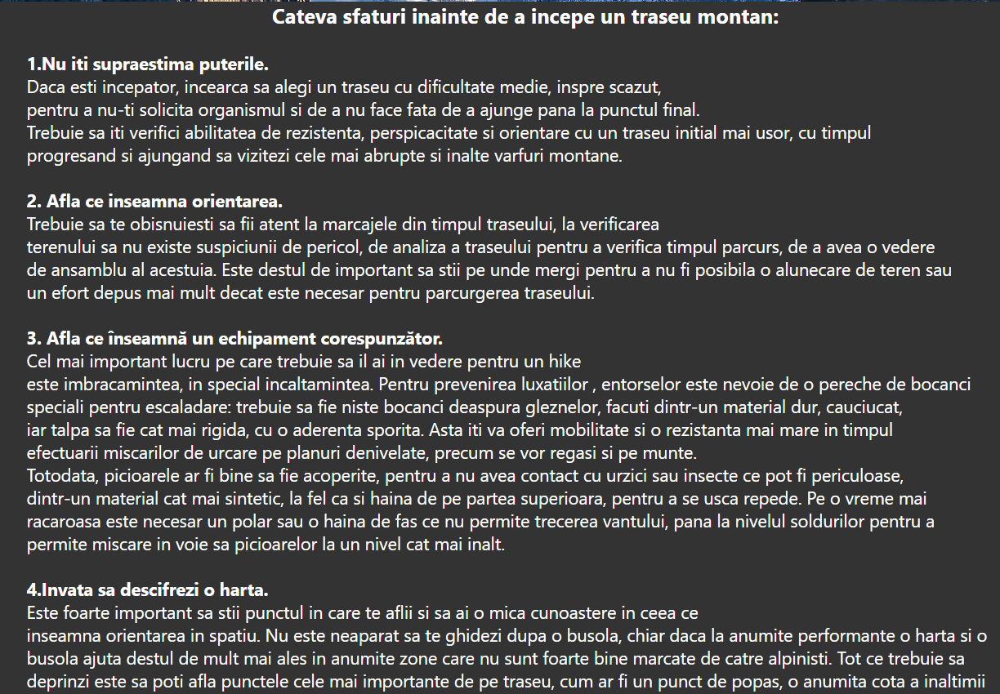 Cateva sfaturi inainte de a incepe un traseu montan:
1.Nu iti supraestima puterile.
Daca esti incepator, incearca sa alegi un traseu cu dificultate medie, inspre scazut,
pentru a nu-ti solicita organismul si de a nu face fata de a ajunge pana la punctul final.
Trebuie sa iti verifici abilitatea de rezistenta, perspicacitate si orientare cu un traseu initial mai usor, cu timpul
progresand si ajungand sa vizitezi cele mai abrupte si inalte varfuri montane.
2. Afla ce inseamna orientarea.
Trebuie sa te obisnuiesti sa fii atent la marcajele din timpul traseului, la verificarea
terenului sa nu existe suspiciunii de pericol, de analiza a traseului pentru a verifica timpul parcurs, de a avea o vedere
de ansamblu al acestuia. Este destul de important sa stii pe unde mergi pentru a nu fi posibila o alunecare de teren sau
un efort depus mai mult decat este necesar pentru parcurgerea traseului.
3. Afla ce înseamnă un echipament corespunzător.
Cel mai important lucru pe care trebuie sa il ai in vedere pentru un hike
este imbracamintea, in special incaltamintea. Pentru prevenirea luxatiilor , entorselor este nevoie de o pereche de bocanci
speciali pentru escaladare: trebuie sa fie niste bocanci deaspura gleznelor, facuti dintr-un material dur, cauciucat,
iar talpa sa fie cat mai rigida, cu o aderenta sporita. Asta iti va oferi mobilitate si o rezistanta mai mare in timpul
efectuarii miscarilor de urcare pe planuri denivelate, precum se vor regasi si pe munte.
Totodata, picioarele ar fi bine sa fie acoperite, pentru a nu avea contact cu urzici sau insecte ce pot fi periculoase,
dintr-un material cat mai sintetic, la fel ca si haina de pe partea superioara, pentru a se usca repede. Pe o vreme mai
racaroasa este necesar un polar sau o haina de fas ce nu permite trecerea vantului, pana la nivelul soldurilor pentru a
permite miscare in voie sa picioarelor la un nivel cat mai inalt.
4.Invata sa descifrezi o harta.
Este foarte important sa stii punctul in care te aflii si sa ai o mica cunoastere in ceea ce
inseamna orientarea in spatiu. Nu este neaparat sa te ghidezi dupa o busola, chiar daca la anumite performante o harta si o
busola ajuta destul de mult mai ales in anumite zone care nu sunt foarte bine marcate de catre alpinisti. Tot ce trebuie sa
deprinzi este sa poti afla punctele cele mai importante de pe traseu, cum ar fi un punct de popas, o anumita cota a inaltimii